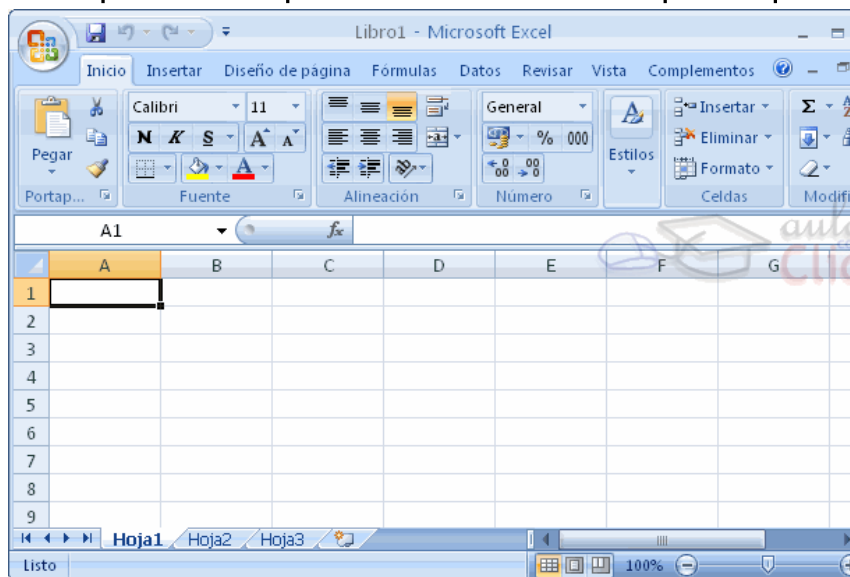 Libro1 - Microsoft Excel
Inicio Insertar Diseño de página Fórmulas Datos Revisar Vista Complementos
Calibri 11 General Insertar Σ
Pegar N K S A A % 000 Estilos Eliminar
A Formato
Portap... Fuente Alineación Número Celdas Modifi
A1 fx
aula
Clic
A B C D E F G
1
2
3
4
5
6
7
8
9
Hoja1 Hoja2 Hoja3
Listo 100%